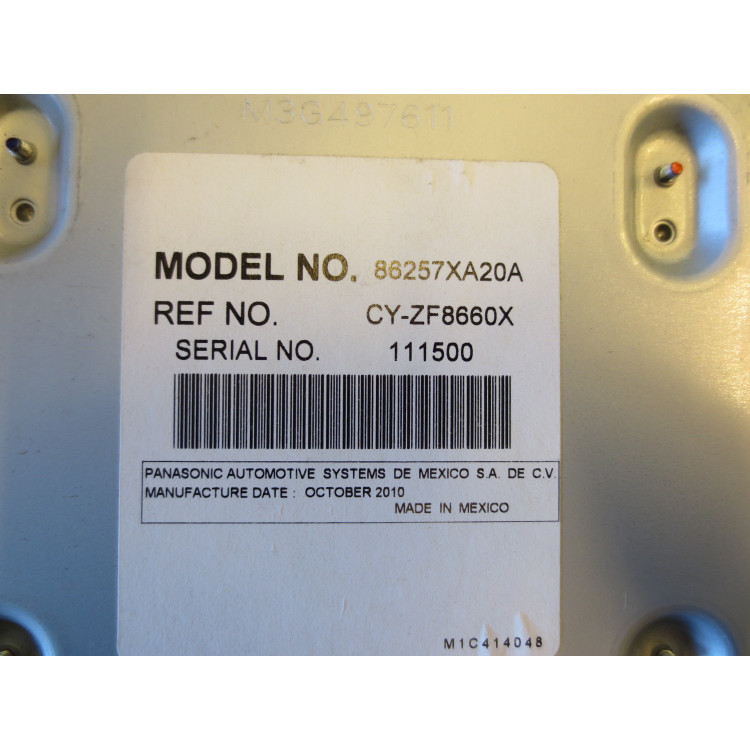 M3G497611
MODEL NO. 86257XA20A
REF NO. CY-ZF8660X
SERIAL NO. 111500
PANASONIC AUTOMOTIVE SYSTEMS DE MEXICO S.A. DE C.V.
MANUFACTURE DATE : OCTOBER 2010
MADE IN MEXICO
M1C414048